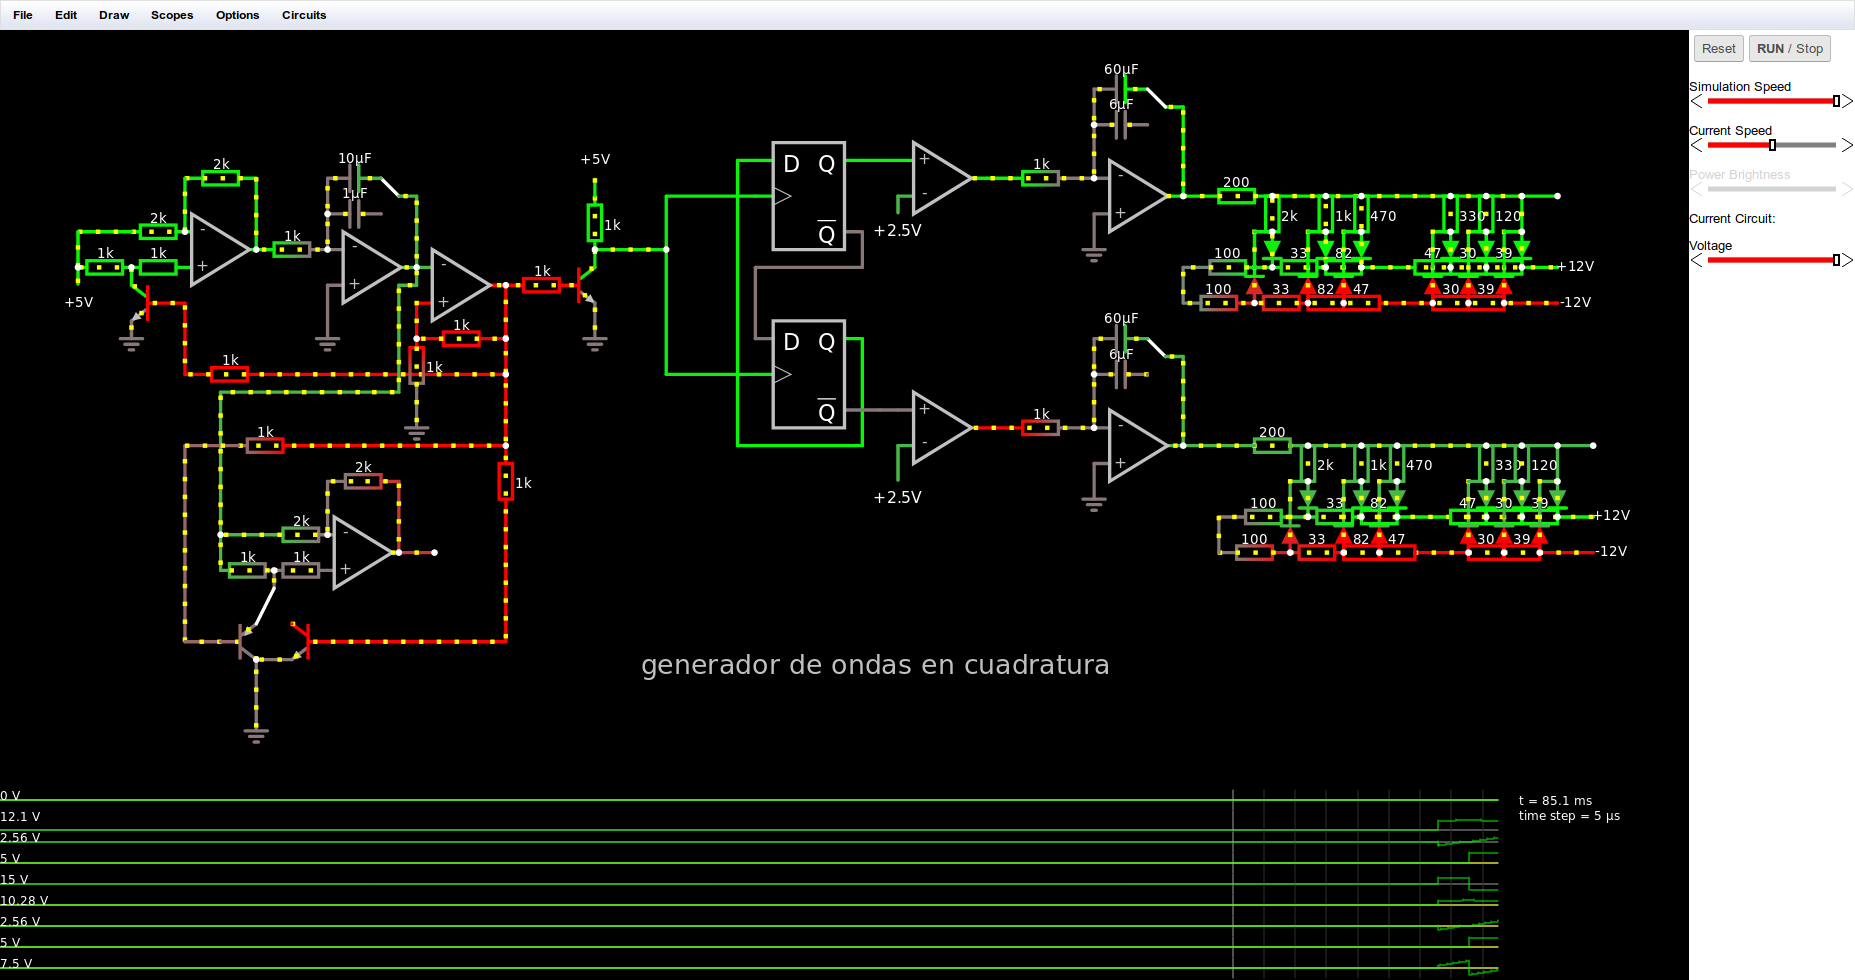 File Edit Draw Scopes Options Circuits
Reset RUN / Stop
Simulation Speed
Current Speed
Power Brightness
Current Circuit:
Voltage
60µF
6µF
10µF
1µF
+5V
2k
2k
1k
1k
1k
1k
1k
1k
1k
1k
1k
+5V
1k
1k
2k
2k
1k
1k
D Q
Q
D Q
Q
+
-
+2.5V
1k
-
+
200
2k
1k
470
330
120
100
33
82
47
30
39
+12V
100
33
82
47
30
39
-12V
60µF
6µF
+
-
+2.5V
1k
-
+
200
2k
1k
470
330
120
100
33
82
47
30
39
+12V
100
33
82
47
30
39
-12V
generador de ondas en cuadratura
0 V
12.1 V
2.56 V
5 V
15 V
10.28 V
2.56 V
5 V
7.5 V
t = 85.1 ms
time step = 5 µs